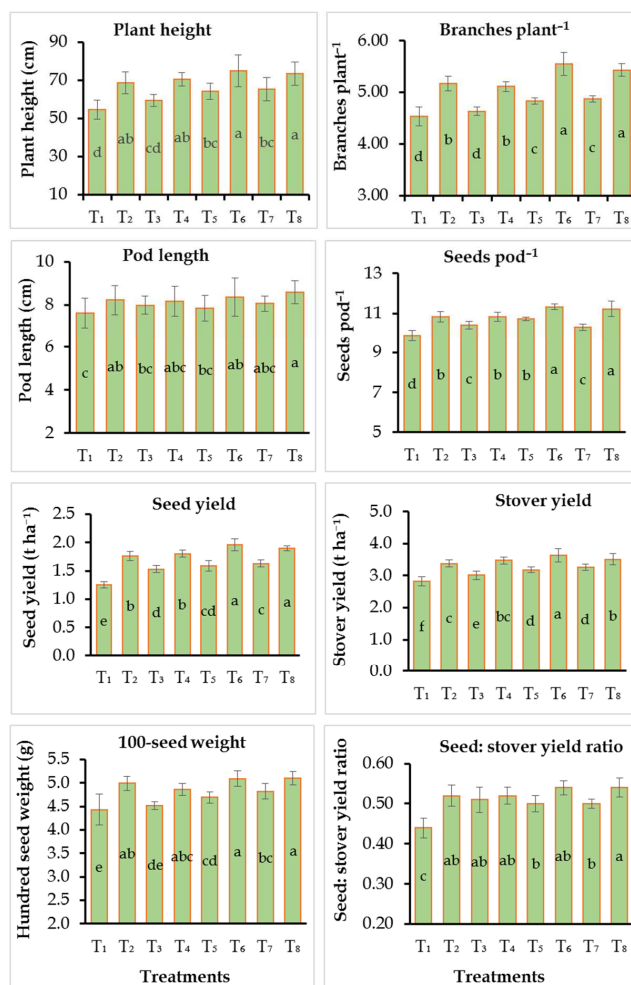 Plant height
Plant height (cm)
90
70
50
30
10
d ab cd ab bc a bc a
T₁ T₂ T₃ T₄ T₅ T₆ T₇ T₈
Branches plant⁻¹
Branches plant⁻¹
6.00
5.00
4.00
3.00
d b d b c a c a
T₁ T₂ T₃ T₄ T₅ T₆ T₇ T₈
Pod length
Pod length (cm)
10
8
6
4
2
c ab bc abc bc ab abc a
T₁ T₂ T₃ T₄ T₅ T₆ T₇ T₈
Seeds pod⁻¹
Seeds pod⁻¹
13
11
9
7
5
d b c b b a c a
T₁ T₂ T₃ T₄ T₅ T₆ T₇ T₈
Seed yield
Seed yield (t ha⁻¹)
2.5
2.0
1.5
1.0
0.5
0.0
e b d b cd a c a
T₁ T₂ T₃ T₄ T₅ T₆ T₇ T₈
Stover yield
Stover yield (t ha⁻¹)
5.0
4.0
3.0
2.0
1.0
0.0
f c e bc d a d b
T₁ T₂ T₃ T₄ T₅ T₆ T₇ T₈
100-seed weight
Hundred seed weight (g)
5.5
5.0
4.5
4.0
3.5
3.0
2.5
2.0
e ab de abc cd a bc a
T₁ T₂ T₃ T₄ T₅ T₆ T₇ T₈
Treatments
Seed: stover yield ratio
Seed: stover yield ratio
0.60
0.50
0.40
0.30
0.20
c ab ab ab b ab b a
T₁ T₂ T₃ T₄ T₅ T₆ T₇ T₈
Treatments